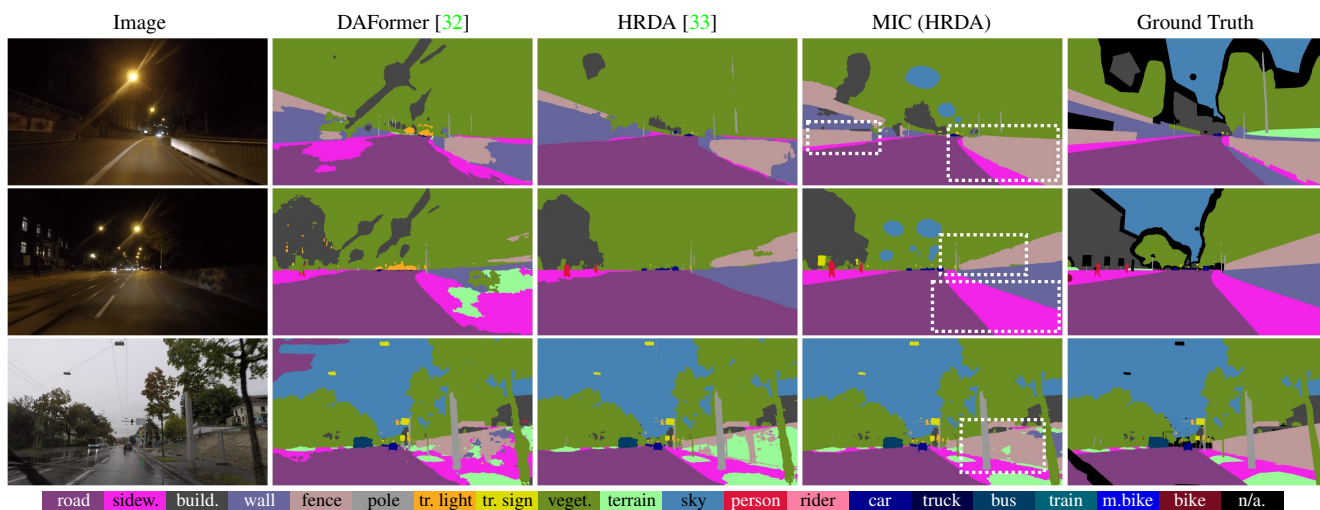 Image DAFormer [32] HRDA [33] MIC (HRDA) Ground Truth
road sidew. build. wall fence pole tr. light tr. sign veget. terrain sky person rider car truck bus train m.bike bike n/a.